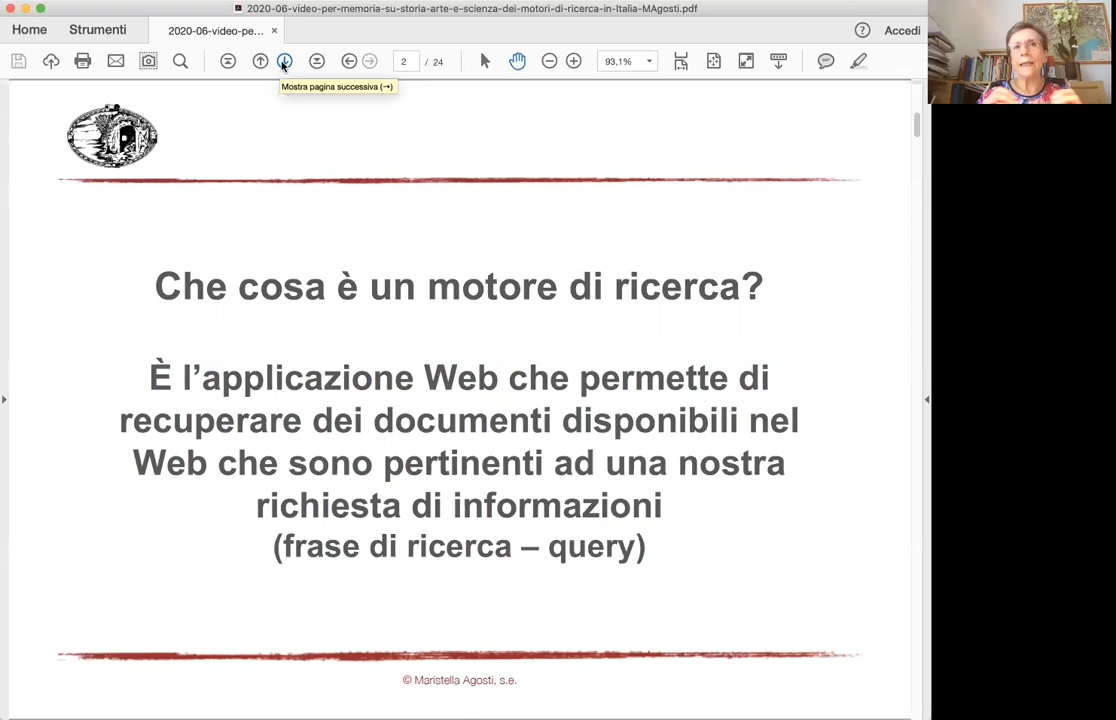 2020-06-video-per-memoria-su-storia-arte-e-scienza-dei-motori-di-ricerca-in-Italia-MAgosti.pdf
Home Strumenti 2020-06-video-pe... × Accedi
2 / 24 93,1%
Mostra pagina successiva (→)
Che cosa è un motore di ricerca?
È l’applicazione Web che permette di
recuperare dei documenti disponibili nel
Web che sono pertinenti ad una nostra
richiesta di informazioni
(frase di ricerca – query)
© Maristella Agosti, s.e.